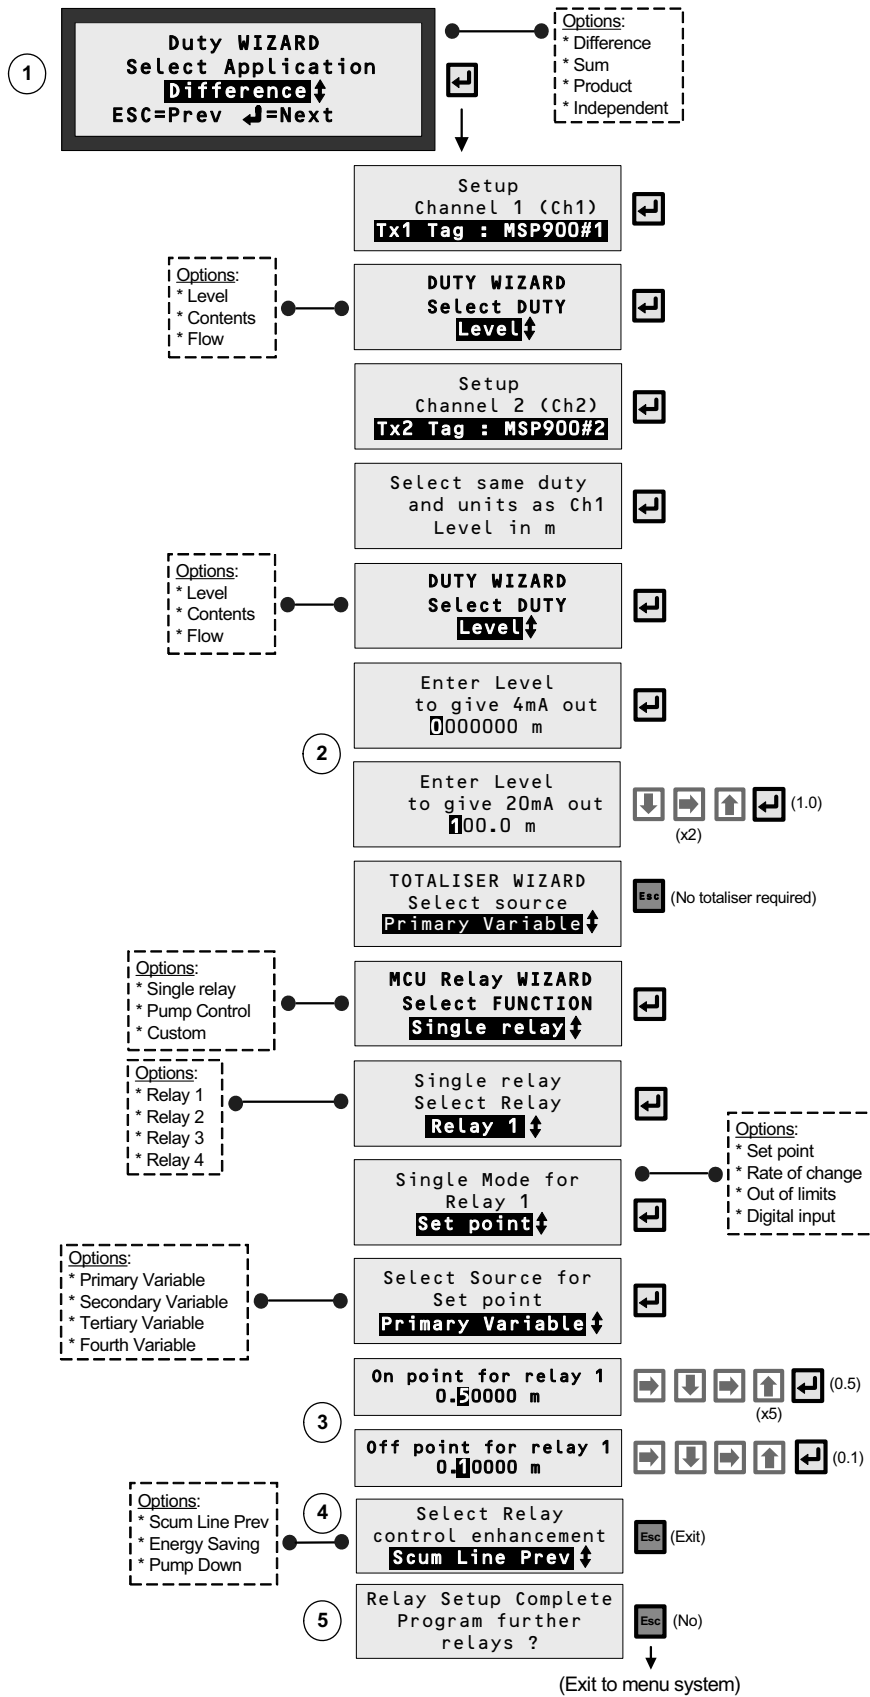 1
Duty WIZARD
Select Application
Difference
ESC=Prev =Next
Options:
* Difference
* Sum
* Product
* Independent
Setup
Channel 1 (Ch1)
Tx1 Tag : MSP900#1
Options:
* Level
* Contents
* Flow
DUTY WIZARD
Select DUTY
Level
Setup
Channel 2 (Ch2)
Tx2 Tag : MSP900#2
Select same duty
and units as Ch1
Level in m
Options:
* Level
* Contents
* Flow
DUTY WIZARD
Select DUTY
Level
2
Enter Level
to give 4mA out
0000000 m
Enter Level
to give 20mA out
100.0 m
(1.0)
(x2)
TOTALISER WIZARD
Select source
Primary Variable
Esc
(No totaliser required)
Options:
* Single relay
* Pump Control
* Custom
MCU Relay WIZARD
Select FUNCTION
Single relay
Options:
* Relay 1
* Relay 2
* Relay 3
* Relay 4
Single relay
Select Relay
Relay 1
Single Mode for
Relay 1
Set point
Options:
* Set point
* Rate of change
* Out of limits
* Digital input
Options:
* Primary Variable
* Secondary Variable
* Tertiary Variable
* Fourth Variable
Select Source for
Set point
Primary Variable
3
On point for relay 1
0.50000 m
(0.5)
(x5)
Off point for relay 1
0.10000 m
(0.1)
Options:
* Scum Line Prev
* Energy Saving
* Pump Down
4
Select Relay
control enhancement
Scum Line Prev
Esc
(Exit)
5
Relay Setup Complete
Program further
relays ?
Esc
(No)
(Exit to menu system)